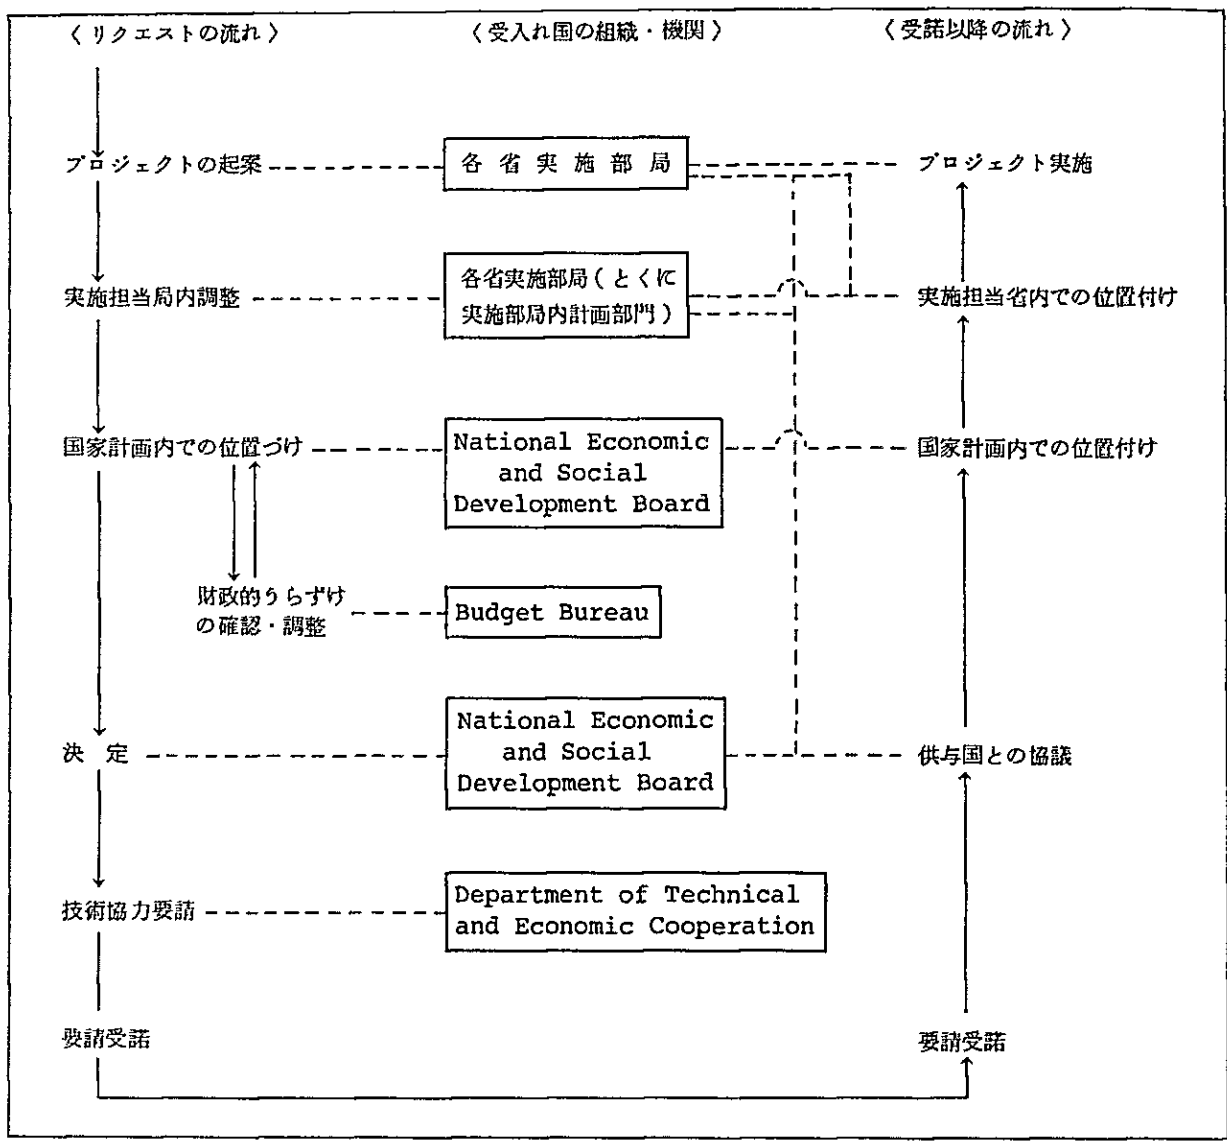 〈リクエストの流れ〉
〈受入れ国の組織・機関〉
〈受諾以降の流れ〉
プロジェクトの起案
各省実施部局
プロジェクト実施
実施担当局内調整
各省実施部局(とくに
実施部局内計画部門)
実施担当省内での位置付け
国家計画内での位置づけ
National Economic
and Social
Development Board
国家計画内での位置付け
財政的うらずけ
の確認・調整
Budget Bureau
決定
National Economic
and Social
Development Board
供与国との協議
技術協力要請
Department of Technical
and Economic Cooperation
要請受諾
要請受諾